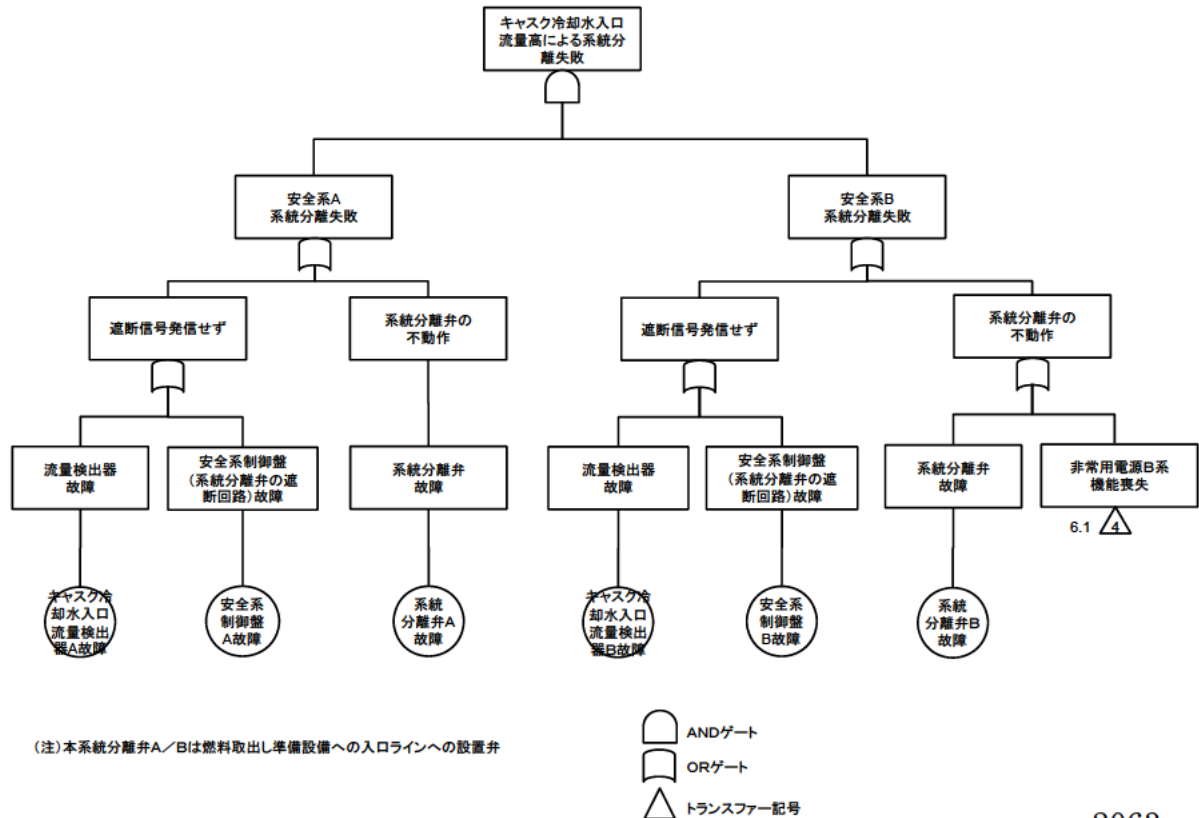 キャスク冷却水入口
流量高による系統分
離失敗
安全系A
系統分離失敗
安全系B
系統分離失敗
遮断信号発信せず
系統分離弁の
不動作
遮断信号発信せず
系統分離弁の
不動作
流量検出器
故障
安全系制御盤
(系統分離弁の遮
断回路)故障
系統分離弁
故障
流量検出器
故障
安全系制御盤
(系統分離弁の遮
断回路)故障
系統分離弁
故障
非常用電源B系
機能喪失
6.1 4
キャスク冷
却水入口
流量検出
器A故障
安全系
制御盤
A故障
系統
分離弁A
故障
キャスク冷
却水入口
流量検出
器B故障
安全系
制御盤
B故障
系統
分離弁B
故障
(注)本系統分離弁A/Bは燃料取出し準備設備への入口ラインへの設置弁
ANDゲート
ORゲート
トランスファー記号